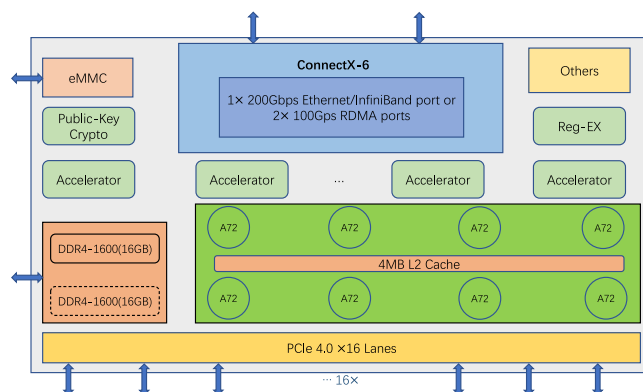 ConnectX-6
eMMC
1× 200Gbps Ethernet/InfiniBand port or
2× 100Gps RDMA ports
Others
Public-Key
Crypto
Reg-EX
Accelerator
Accelerator
...
Accelerator
Accelerator
A72
A72
A72
A72
DDR4-1600(16GB)
4MB L2 Cache
DDR4-1600(16GB)
A72
A72
A72
A72
PCIe 4.0 ×16 Lanes
... 16×